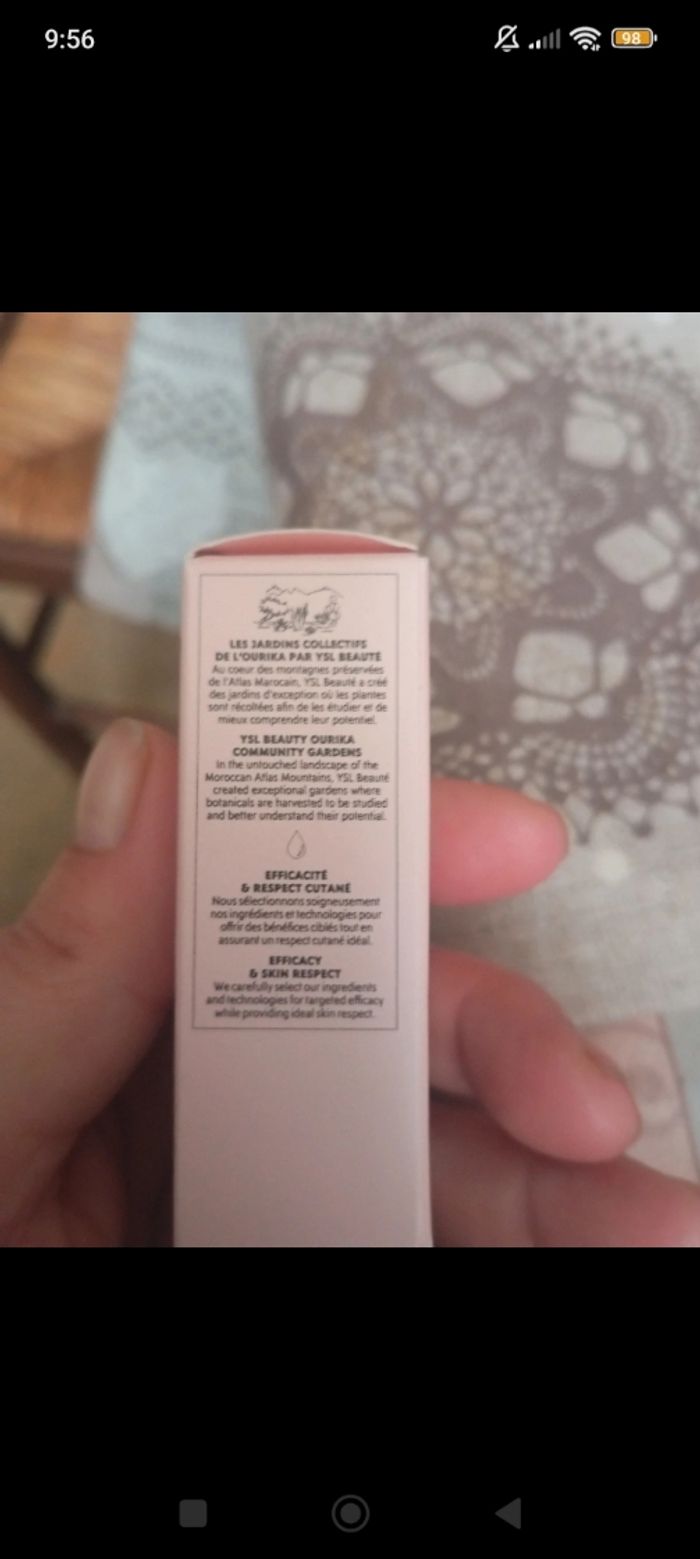 9:56
98
LES JARDINS COLLECTIFS
DE L'OURIKA PAR YSL BEAUTÉ
Au coeur des montagnes préservées
de l'Atlas Marocain, YSL Beauté a créé
des jardins d'exception où les plantes
sont récoltées afin de les étudier et de
mieux comprendre leur potentiel.
YSL BEAUTY OURIKA
COMMUNITY GARDENS
In the untouched landscape of the
Moroccan Atlas Mountains, YSL Beauté
created exceptional gardens where
botanicals are harvested to be studied
and better understand their potential.
EFFICACITÉ
& RESPECT CUTANÉ
Nous sélectionnons soigneusement
nos ingrédients et technologies pour
offrir des bénéfices ciblés tout en
assurant un respect cutané idéal.
EFFICACY
& SKIN RESPECT
We carefully select our ingredients
and technologies for targeted efficacy
while providing ideal skin respect.